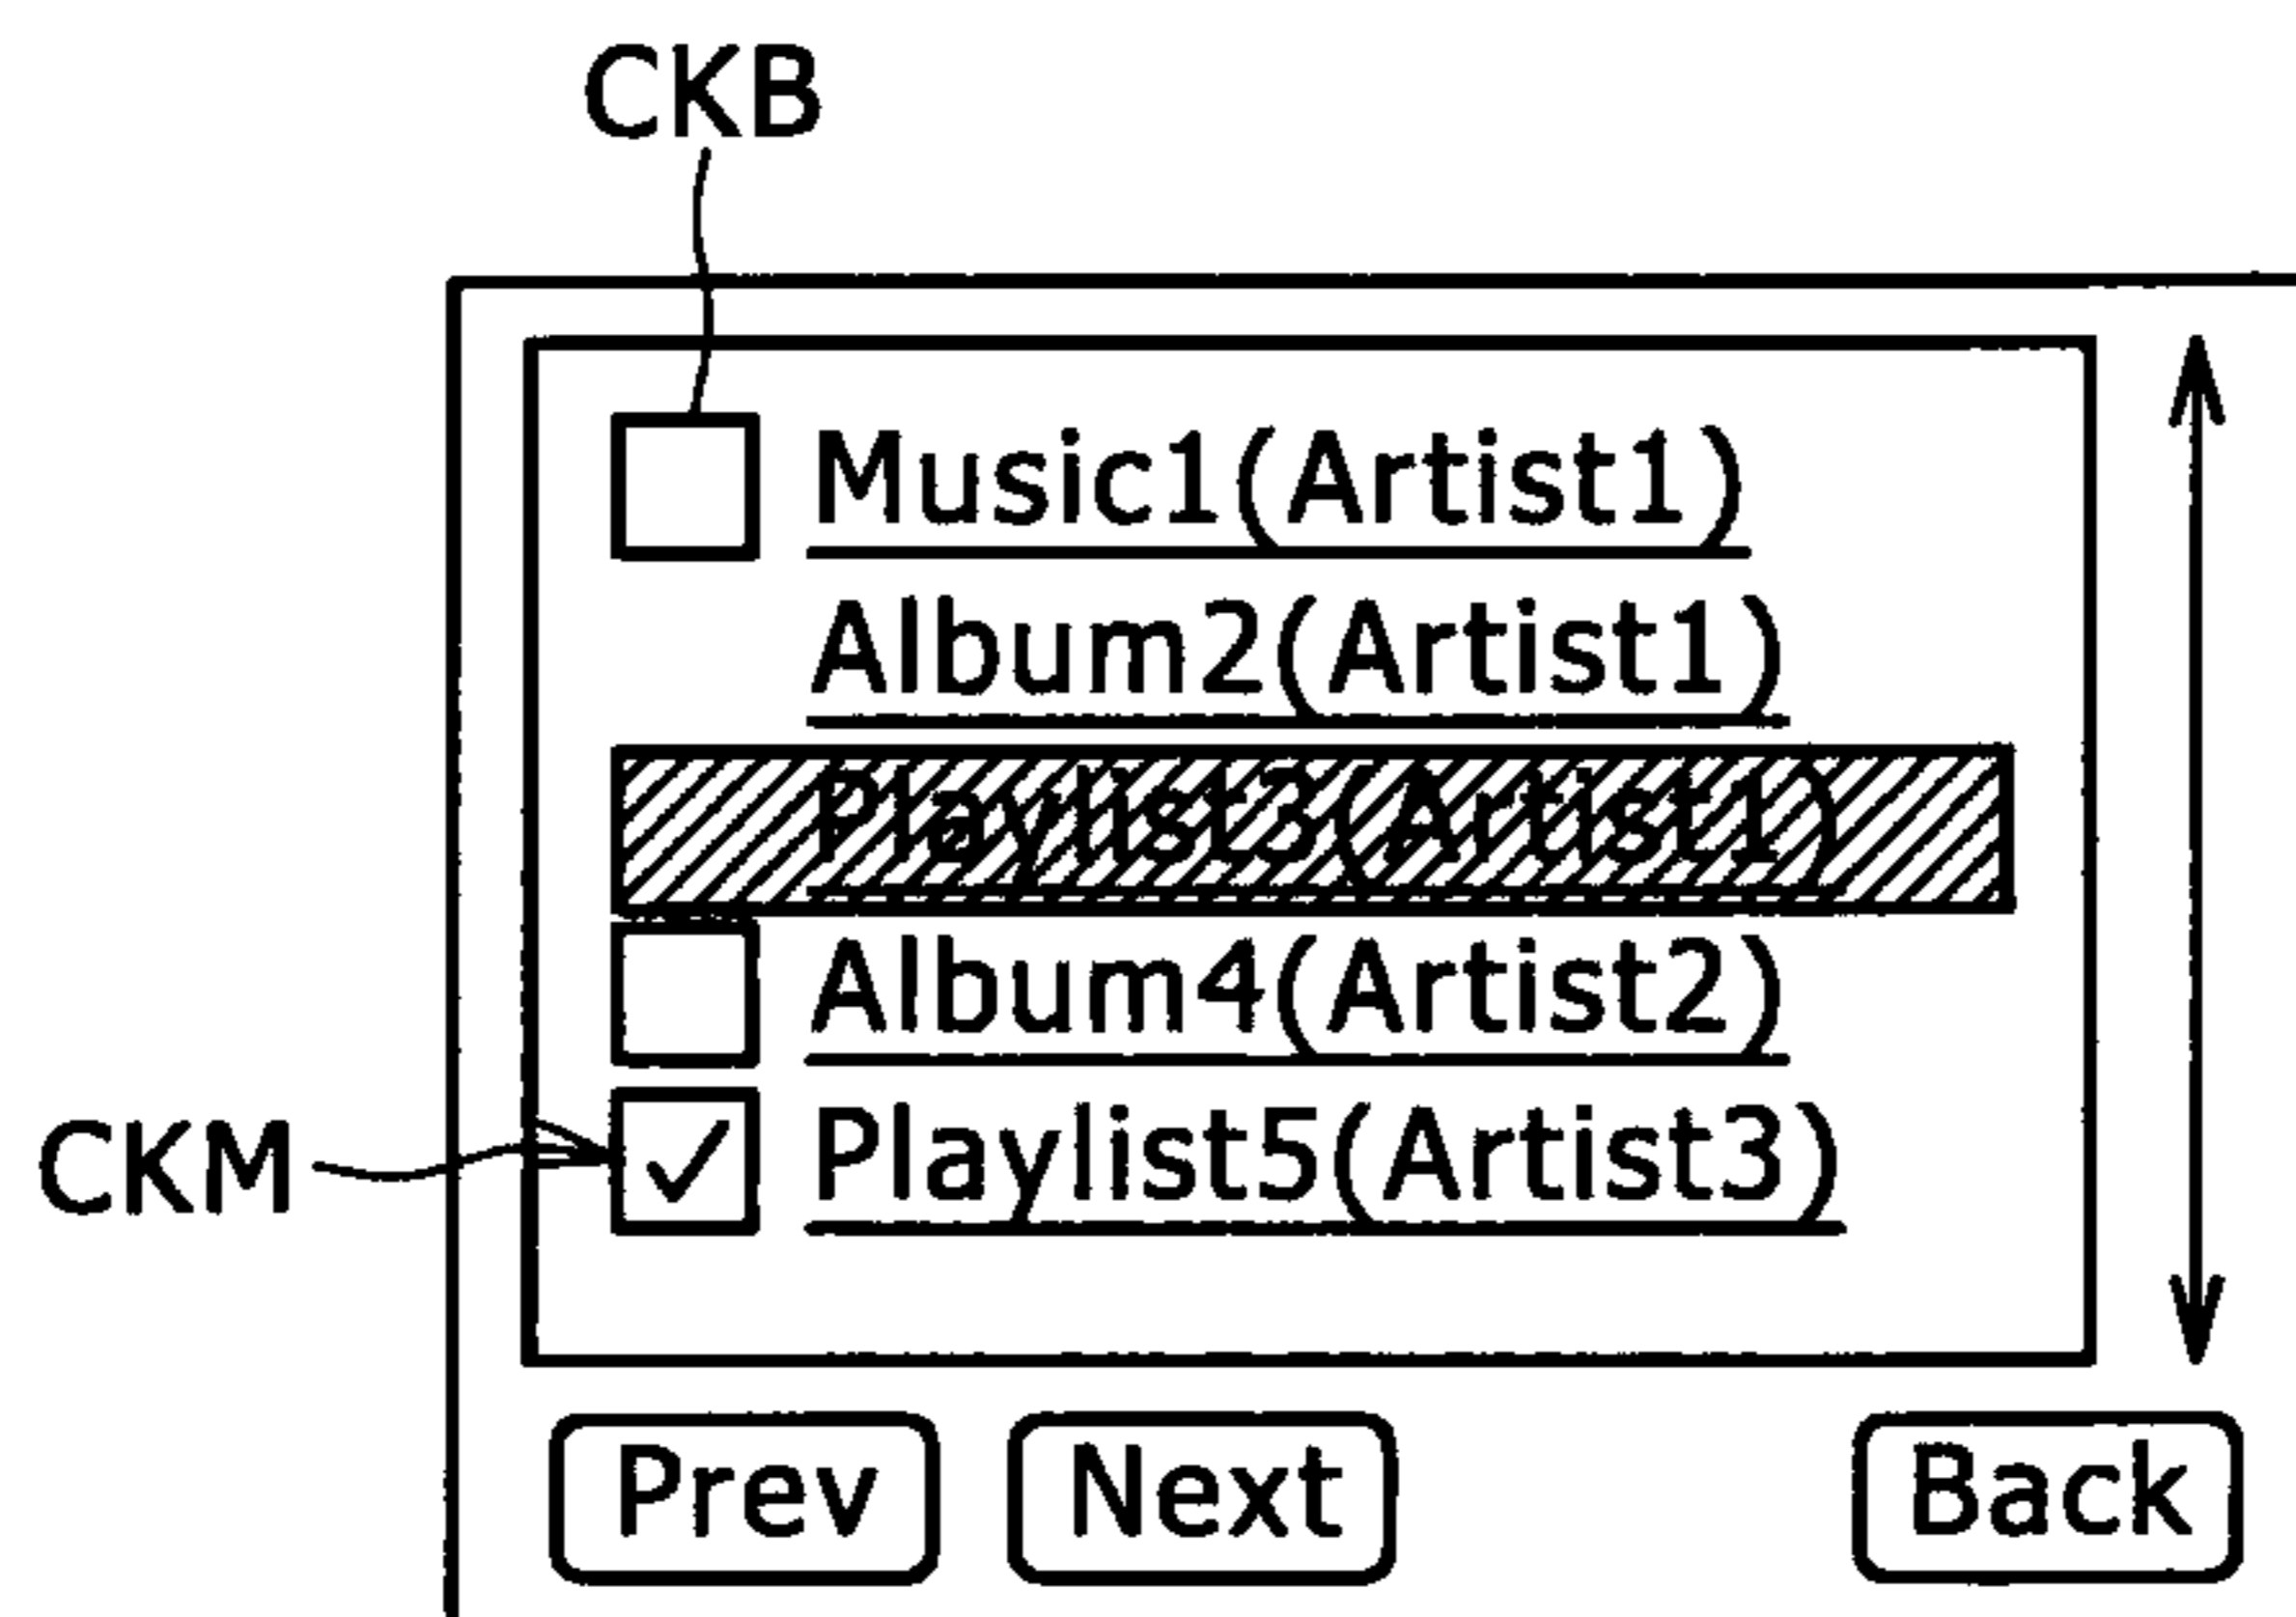 CKB
Music1(Artist1)
Album2(Artist1)
Playlist3(Artist1)
Album4(Artist2)
CKM
Playlist5(Artist3)
Prev Next Back